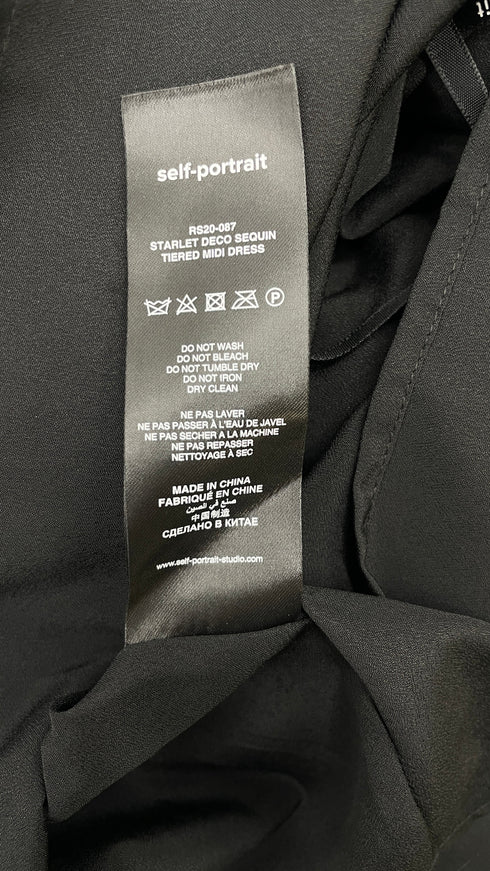 self-portrait
RS20-087
STARLET DECO SEQUIN
TIERED MIDI DRESS
P
DO NOT WASH
DO NOT BLEACH
DO NOT TUMBLE DRY
DO NOT IRON
DRY CLEAN
NE PAS LAVER
NE PAS PASSER À L'EAU DE JAVEL
NE PAS SECHER A LA MACHINE
NE PAS REPASSER
NETTOYAGE À SEC
MADE IN CHINA
FABRIQUÉ EN CHINE
صنع في الصين
中国制造
СДЕЛАНО В КИТАЕ
www.self-portrait-studio.com